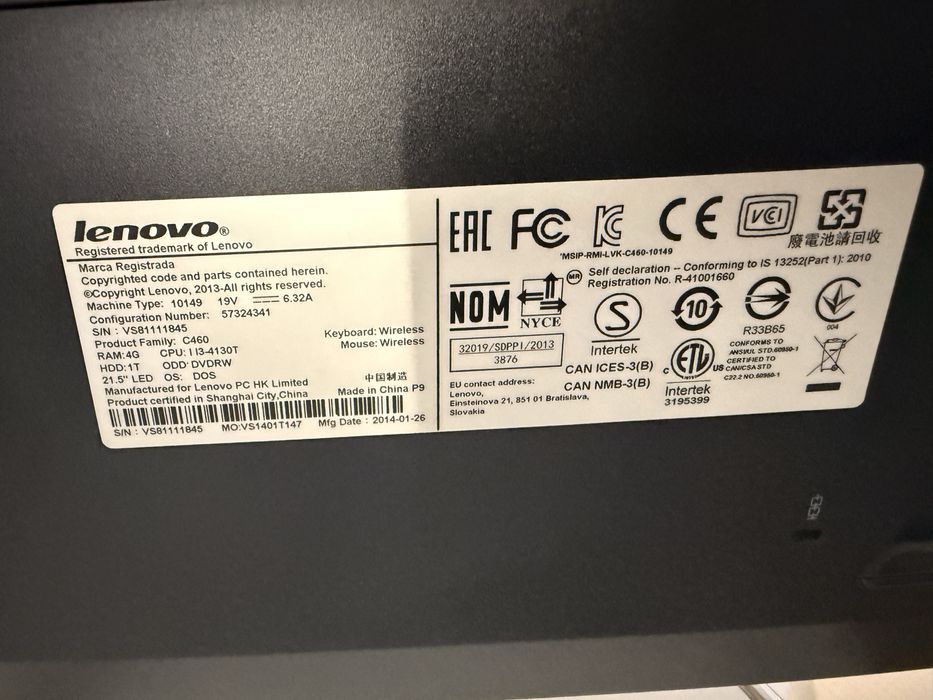 lenovo®
Registered trademark of Lenovo
Marca Registrada
Copyrighted code and parts contained herein.
©Copyright Lenovo, 2013-All rights reserved.
Machine Type: 10149 19V 6.32A
Configuration Number: 57324341
S/N : VS81111845
Product Family: C460 Keyboard: Wireless
RAM:4G CPU: I I3-4130T Mouse: Wireless
HDD:1T ODD: DVDRW
21.5" LED OS: DOS 中国制造
Manufactured for Lenovo PC HK Limited Made in China P9
Product certified in Shanghai City,China
S/N : VS81111845 MO:VS1401T147 Mfg Date : 2014-01-26
EAC FC CE VCI
廢電池請回收
*MSIP-RMI-LVK-C460-10149
Self declaration -- Conforming to IS 13252(Part 1): 2010
Registration No. R-41001660
NOM NYCE MR
S Intertek
10
R33B65
004
32019/SDPPI/2013
3876
CAN ICES-3(B)
CAN NMB-3(B)
EU contact address:
Lenovo,
Einsteinova 21, 851 01 Bratislava,
Slovakia
C ETL US
Intertek
3195399
CONFORMS TO
ANSI/UL STD.60950-1
CERTIFIED TO
CAN/CSA STD
C22.2 NO.60950-1